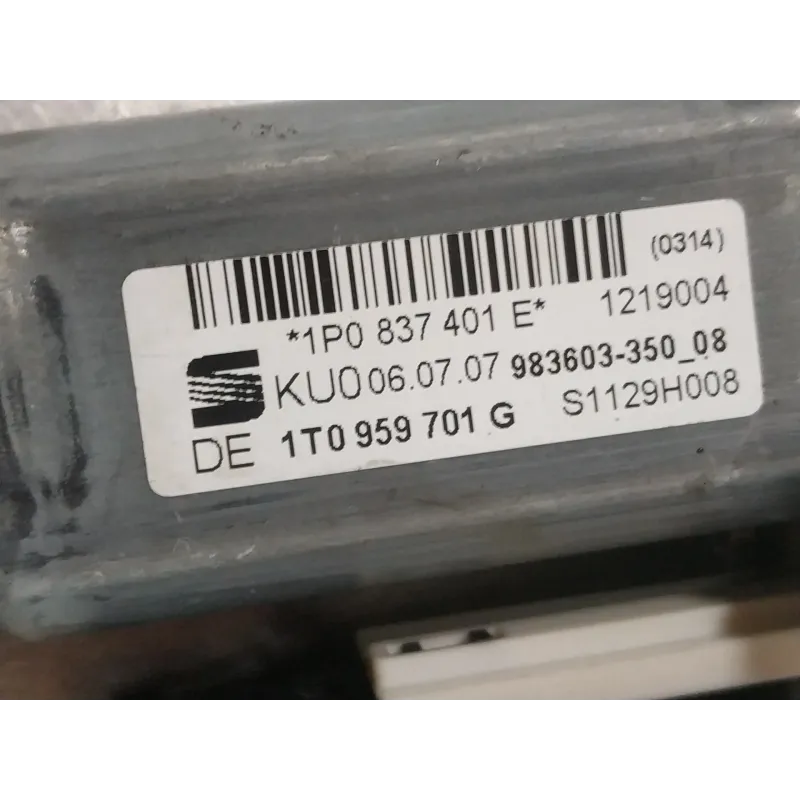 (0314)
*1P0 837 401 E* 1219004
KU0 06.07.07 983603-350_08
DE 1T0 959 701 G S1129H008